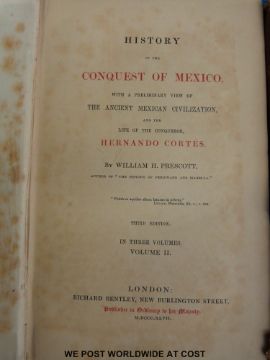 HISTORY
OF THE
CONQUEST OF MEXICO;
WITH A PRELIMINARY VIEW OF
THE ANCIENT MEXICAN CIVILIZATION,
AND THE
LIFE OF THE CONQUEROR,
HERNANDO CORTÉS.
BY WILLIAM H. PRESCOTT,
AUTHOR OF "THE HISTORY OF FERDINAND AND ISABELLA."
THIRD EDITION.
IN THREE VOLUMES.
VOLUME II.
LONDON:
RICHARD BENTLEY, NEW BURLINGTON STREET,
Publisher in Ordinary to her Majesty.
M.DCCC.XLVII.
WE POST WORLDWIDE AT COST